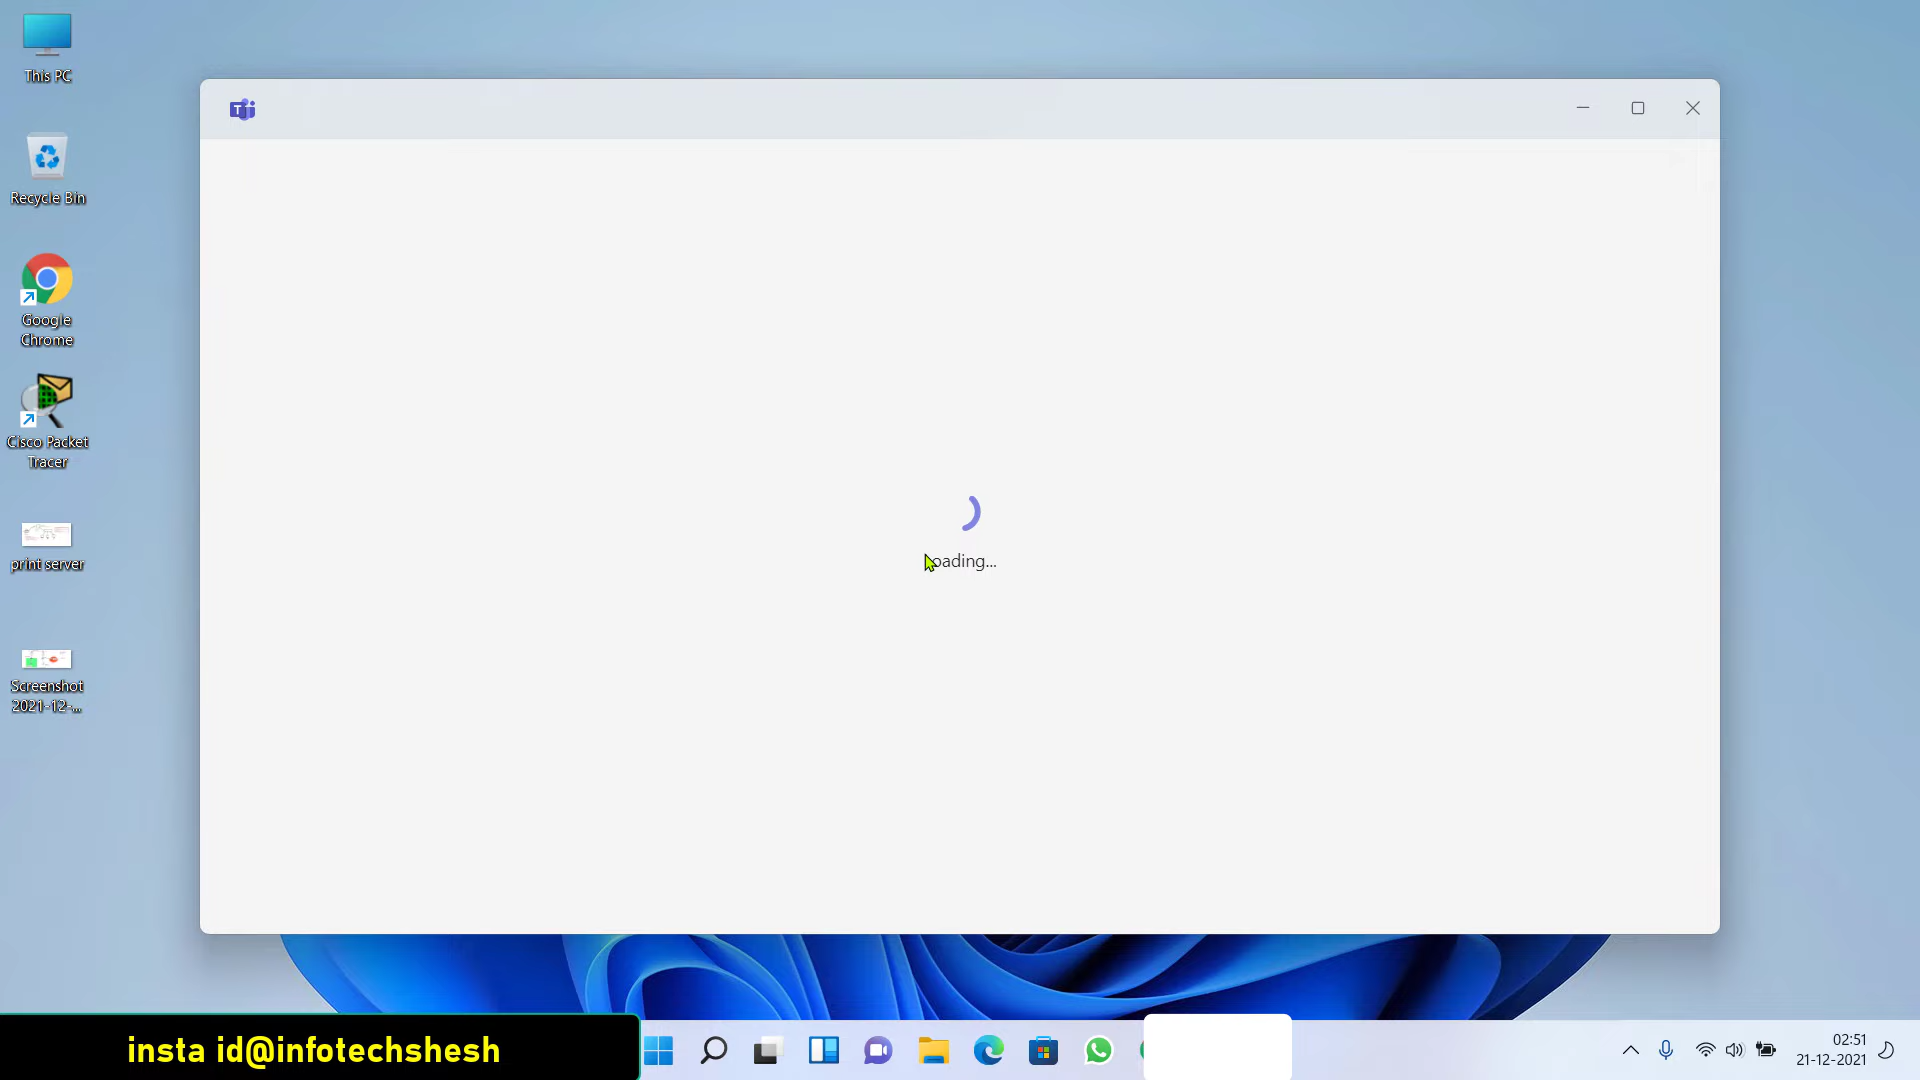 This PC
Recycle Bin
Google
Chrome
Cisco Packet
Tracer
print server
Screenshot
2021-12-...
Loading...
insta id@infotechshesh
02:51
21-12-2021